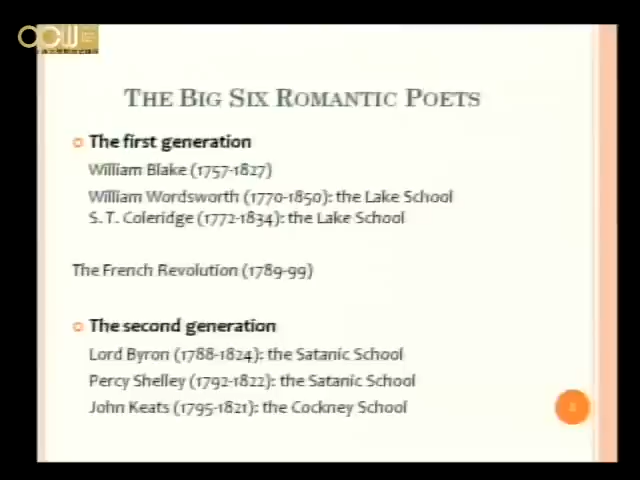 OCW
THE BIG SIX ROMANTIC POETS
The first generation
William Blake (1757-1827)
William Wordsworth (1770-1850): the Lake School
S. T. Coleridge (1772-1834): the Lake School
The French Revolution (1789-99)
The second generation
Lord Byron (1788-1824): the Satanic School
Percy Shelley (1792-1822): the Satanic School
John Keats (1795-1821): the Cockney School